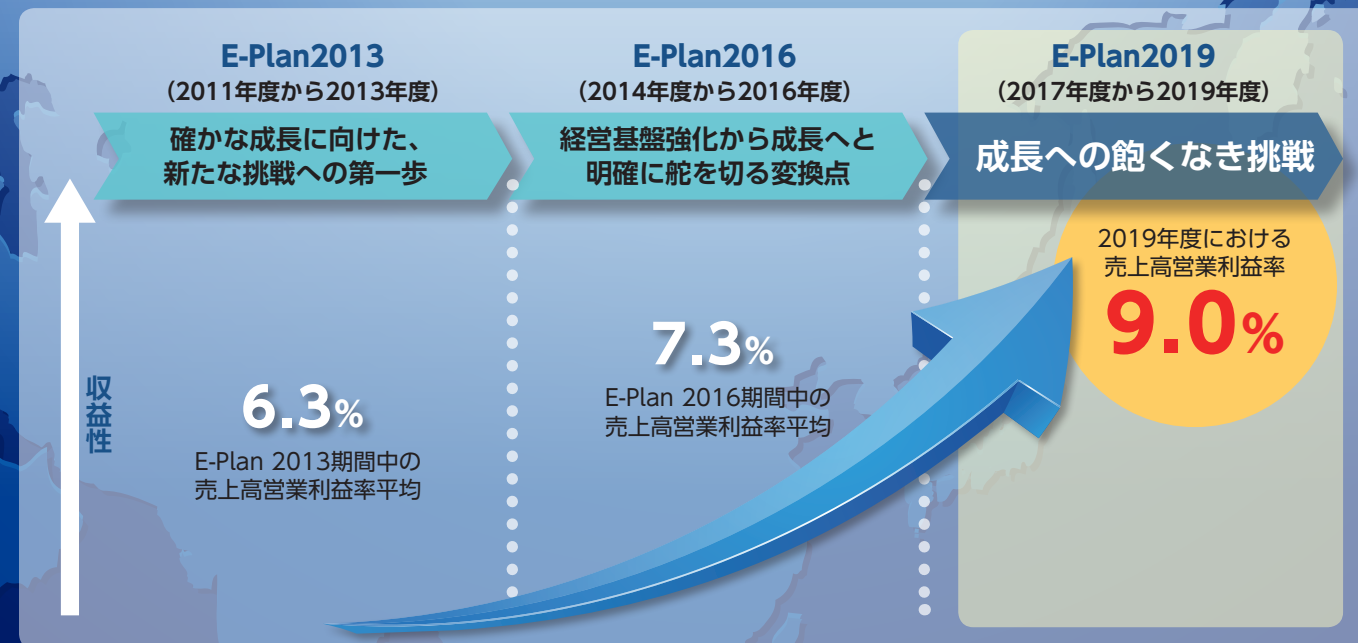 E-Plan2013
（2011年度から2013年度）
確かな成長に向けた、
新たな挑戦への第一歩
E-Plan2016
（2014年度から2016年度）
経営基盤強化から成長へと
明確に舵を切る変換点
E-Plan2019
（2017年度から2019年度）
成長への飽くなき挑戦
収益性
6.3%
E-Plan 2013期間中の
売上高営業利益率平均
7.3%
E-Plan 2016期間中の
売上高営業利益率平均
2019年度における
売上高営業利益率
9.0%